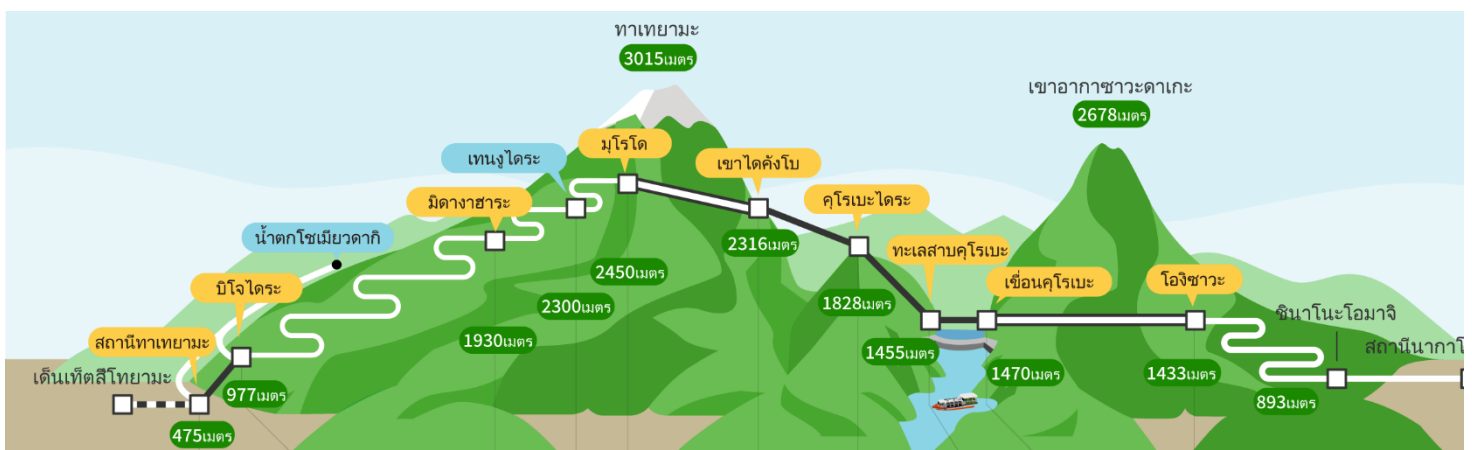 ทาเทยามะ
3015เมตร
เขาอากาซาวะดาเกะ
2678เมตร
มุโรโด
เทนงูไดระ
เขาไดคังโบ
มิดางาฮาระ
คุโรเบะไดระ
น้ำตกโชเมียวดากิ
2316เมตร
ทะเลสาบคุโรเบะ
2450เมตร
บิโจไดระ
เขื่อนคุโรเบะ
โองิซาวะ
2300เมตร
1828เมตร
ชินาโนะโอมาจิ
สถานีทาเทยามะ
1930เมตร
1455เมตร
สถานีนากาโ
เด็นเท็ตสึโทยามะ
977เมตร
1470เมตร
1433เมตร
893เมตร
475เมตร